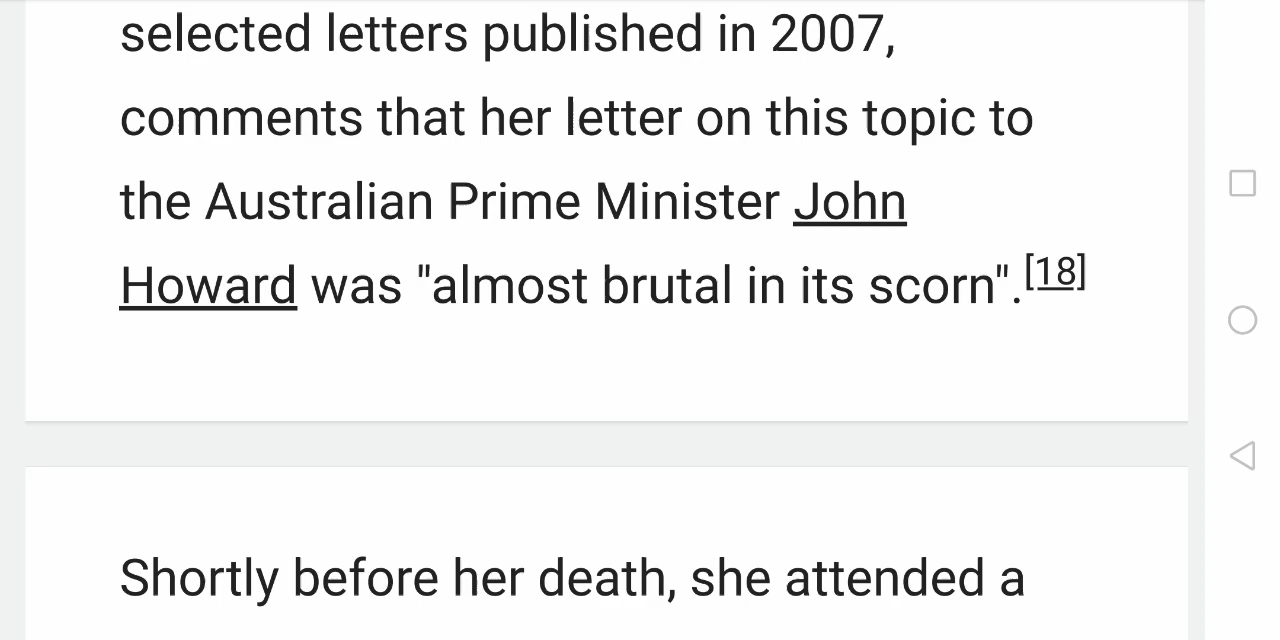 selected letters published in 2007,
comments that her letter on this topic to
the Australian Prime Minister John
Howard was "almost brutal in its scorn".[18]
Shortly before her death, she attended a